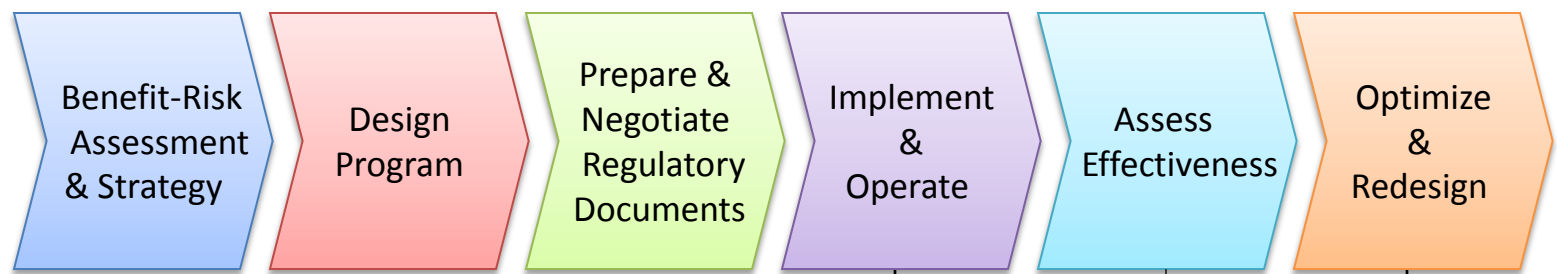 Benefit-Risk
Assessment
& Strategy
Design
Program
Prepare &
Negotiate
Regulatory
Documents
Implement
&
Operate
Assess
Effectiveness
Optimize
&
Redesign